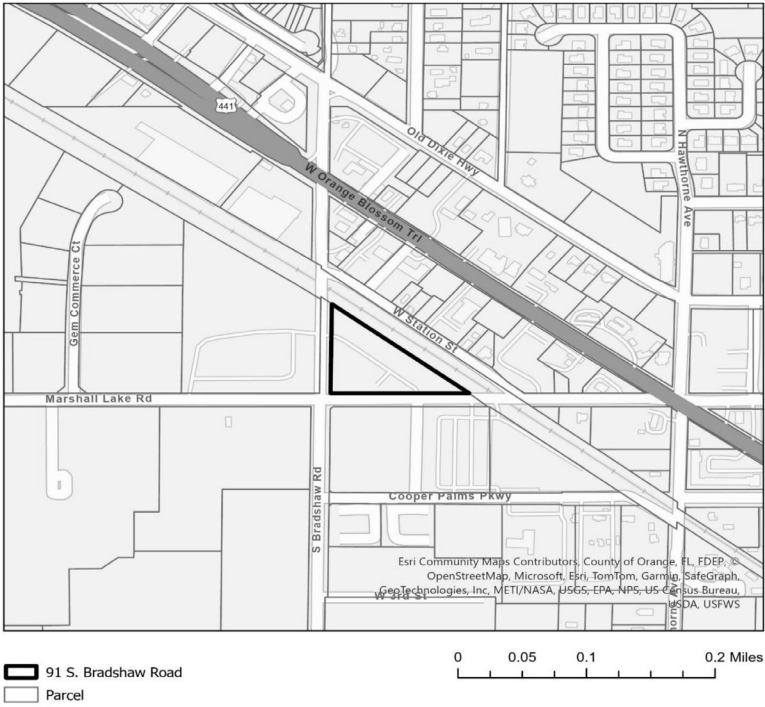 441
Old Dixie Hwy
N Hawthorne Ave
W Orange Blossom Trl
Gem Commerce Ct
W Station St
Marshall Lake Rd
S Bradshaw Rd
Cooper Palms Pkwy
Esri Community Maps Contributors, County of Orange, FL, FDEP, ©
OpenStreetMap, Microsoft, Esri, TomTom, Garmin, SafeGraph,
GeoTechnologies, Inc, METI/NASA, USGS, EPA, NPS, US Census Bureau,
USDA, USFWS
W 3rd St
91 S. Bradshaw Road
Parcel
0 0.05 0.1 0.2 Miles